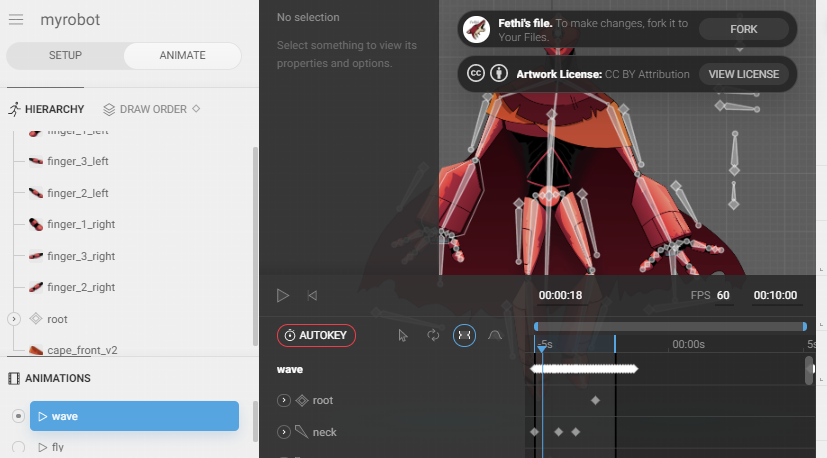 myrobot
SETUP
ANIMATE
HIERARCHY
DRAW ORDER
finger_1_left
finger_3_left
finger_2_left
finger_1_right
finger_3_right
finger_2_right
root
cape_front_v2
ANIMATIONS
wave
fly
No selection
Select something to view its
properties and options.
Fethi's file. To make changes, fork it to
Your Files.
FORK
CC
Artwork License: CC BY Attribution
VIEW LICENSE
00:00:18
FPS 60
00:10:00
AUTOKEY
-5s
00:00s
5s
wave
root
neck